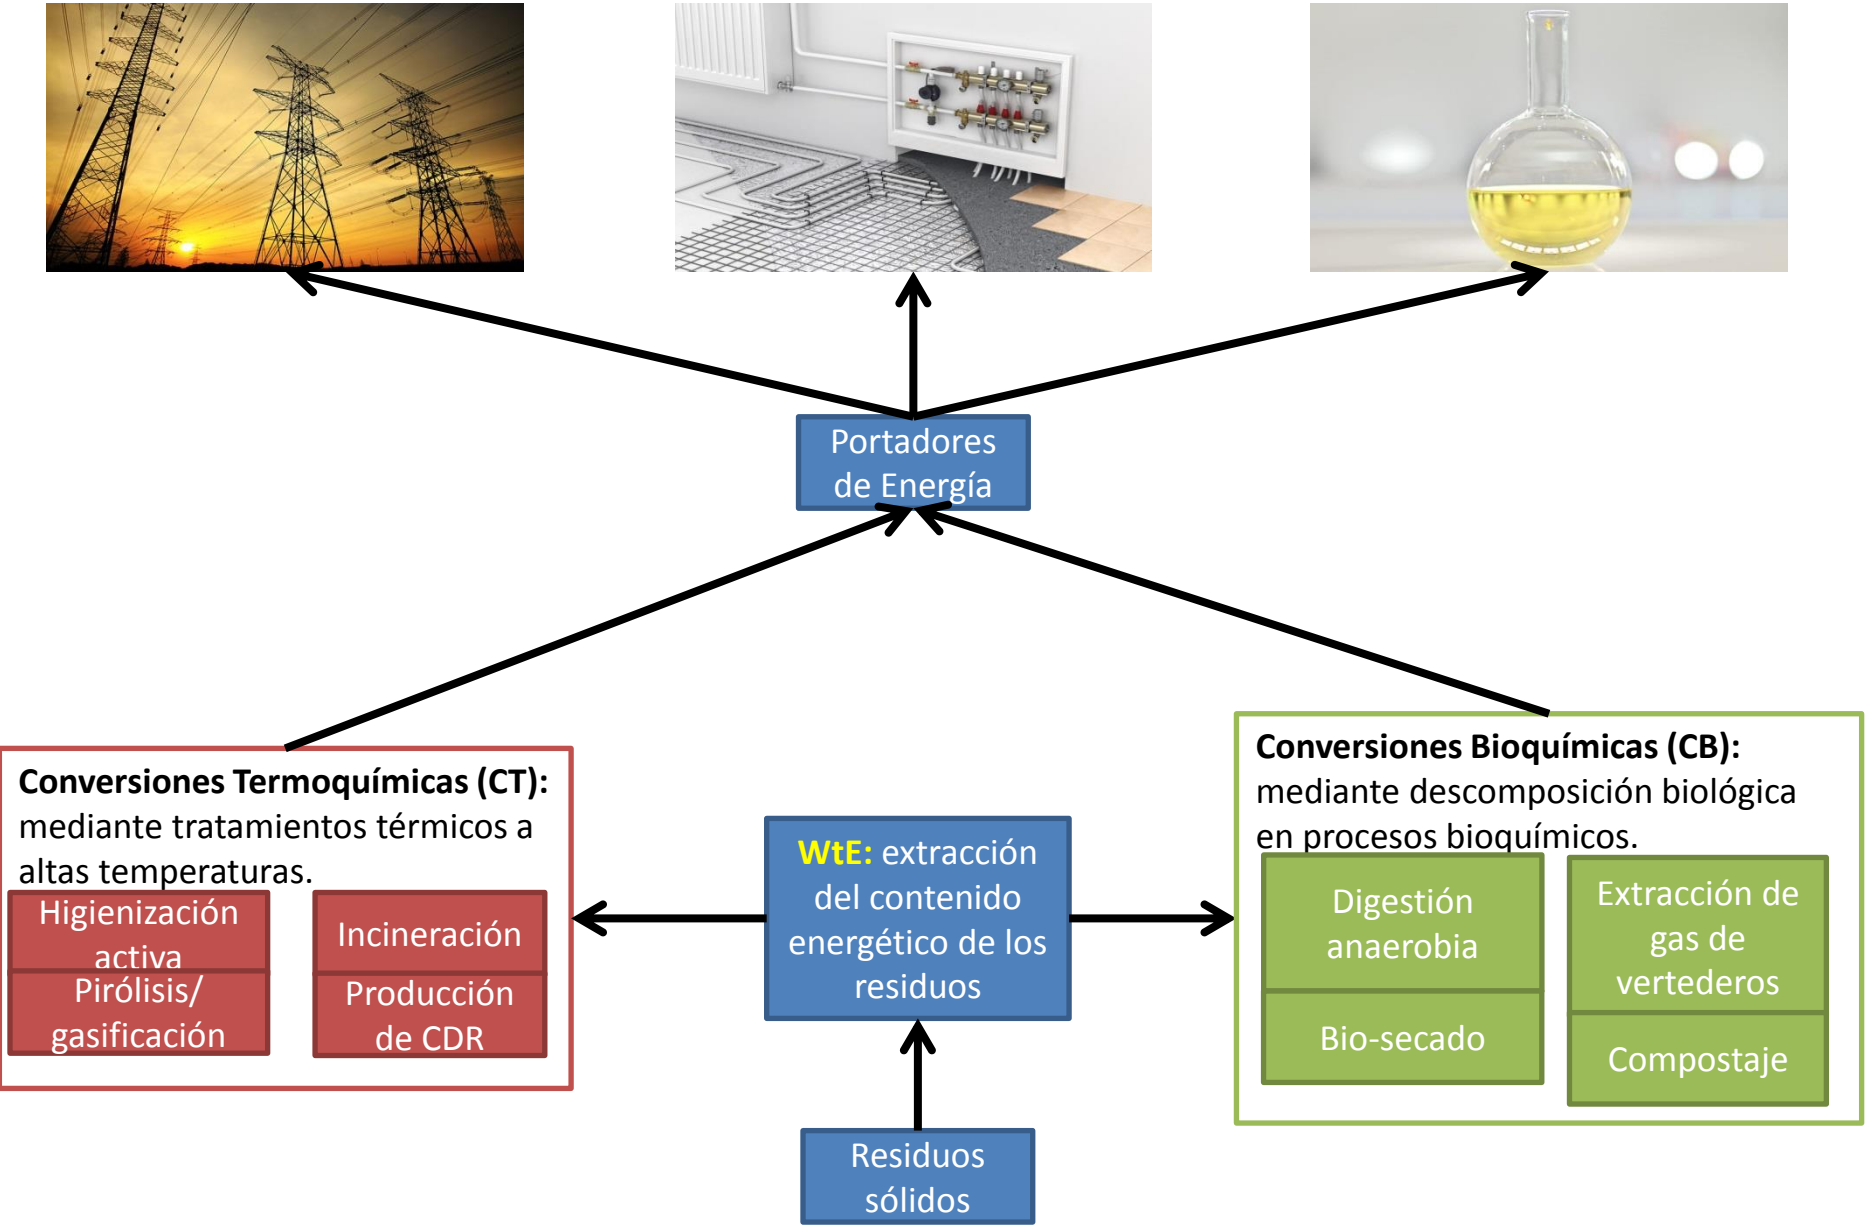 Portadores
de Energía
Conversiones Termoquímicas (CT):
mediante tratamientos térmicos a
altas temperaturas.
Higienización
activa
Pirólisis/
gasificación
Incineración
Producción
de CDR
WtE: extracción
del contenido
energético de los
residuos
Conversiones Bioquímicas (CB):
mediante descomposición biológica
en procesos bioquímicos.
Digestión
anaerobia
Bio-secado
Extracción de
gas de
vertederos
Compostaje
Residuos
sólidos